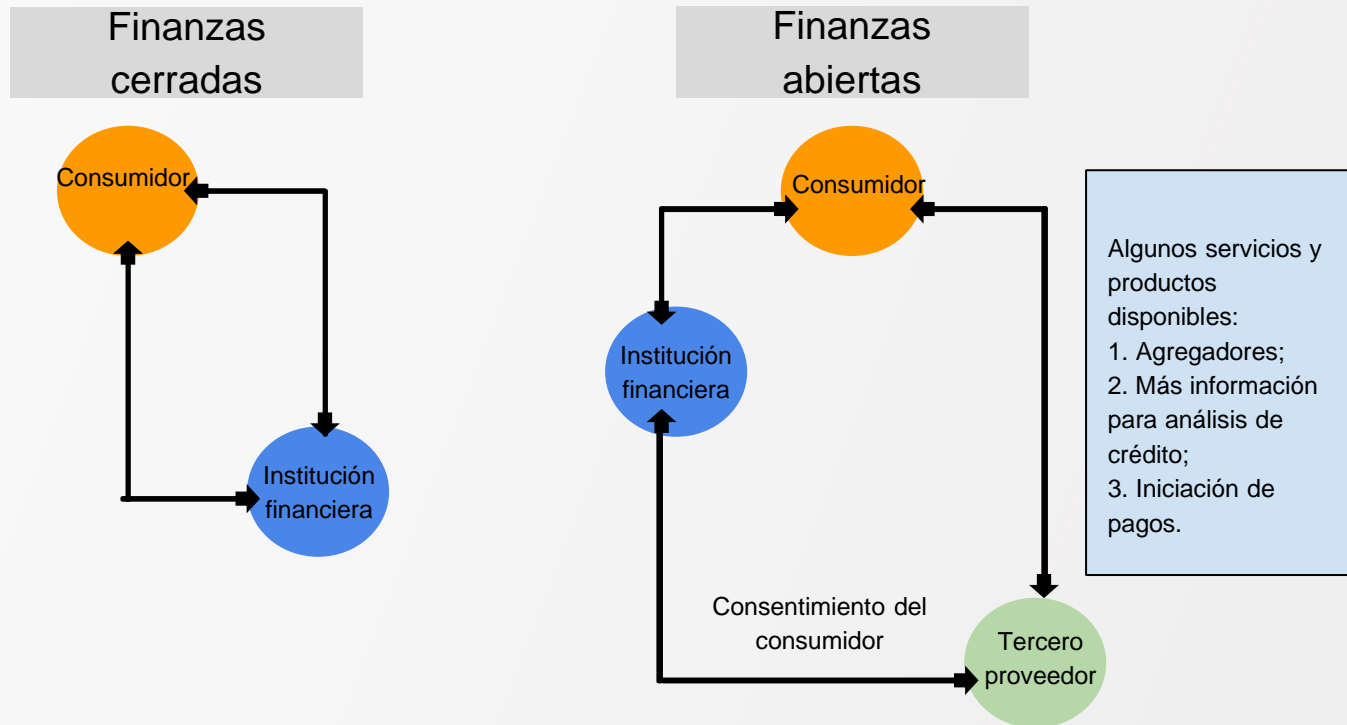 Finanzas
cerradas
Consumidor
Institución
financiera
Finanzas
abiertas
Consumidor
Institución
financiera
Consentimiento del
consumidor
Tercero
proveedor
Algunos servicios y
productos
disponibles:
1. Agregadores;
2. Más información
para análisis de
crédito;
3. Iniciación de
pagos.